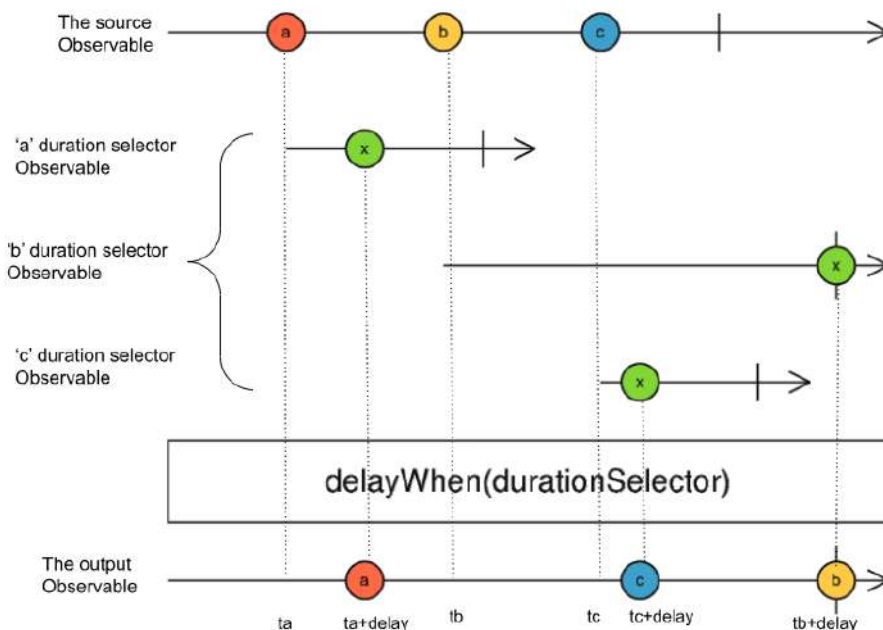 The source
Observable
a
b
c
'a' duration selector
Observable
x
'b' duration selector
Observable
x
'c' duration selector
Observable
x
delayWhen(durationSelector)
The output
Observable
a
c
b
ta
ta+delay
tb
tc
tc+delay
tb+delay